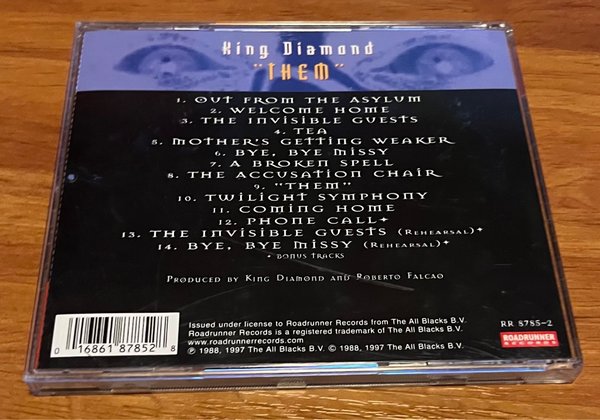 King Diamond
"THEM"
1. OUT FROM THE ASYLUM
2. WELCOME HOME
3. THE INVISIBLE GUESTS
4. TEA
5. MOTHER'S GETTING WEAKER
6. BYE, BYE MISSY
7. A BROKEN SPELL
8. THE ACCUSATION CHAIR
9. "THEM"
10. TWILIGHT SYMPHONY
11. COMING HOME
12. PHONE CALL✦
13. THE INVISIBLE GUESTS (REHEARSAL)✦
14. BYE, BYE MISSY (REHEARSAL)✦
✦ BONUS TRACKS
PRODUCED BY KING DIAMOND AND ROBERTO FALCAO
Issued under license to Roadrunner Records from The All Blacks B.V.
Roadrunner Records is a registered trademark of The All Blacks B.V.
℗ 1988, 1997 The All Blacks B.V. © 1988, 1997 The All Blacks B.V.
0 16861 87852 8
RR 8785-2
ROADRUNNER
RECORDS